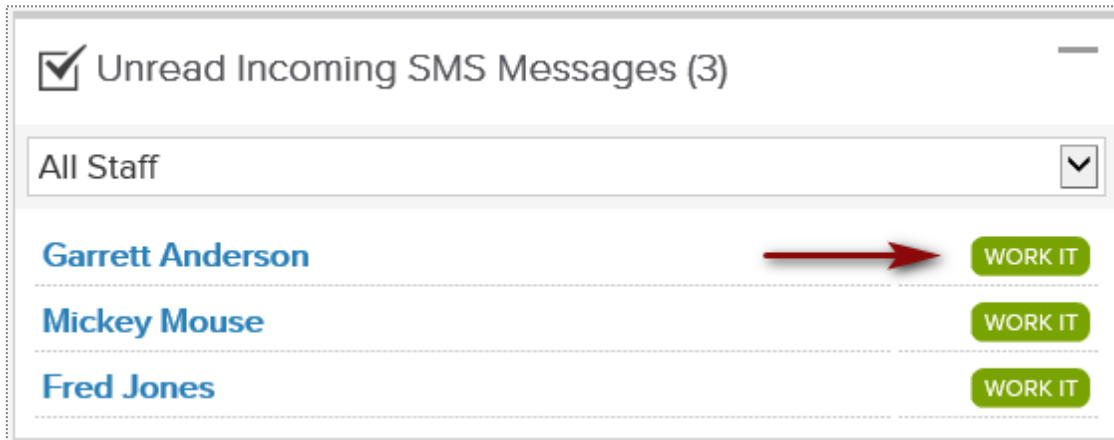 Unread Incoming SMS Messages (3)
All Staff
Garrett Anderson WORK IT
Mickey Mouse WORK IT
Fred Jones WORK IT